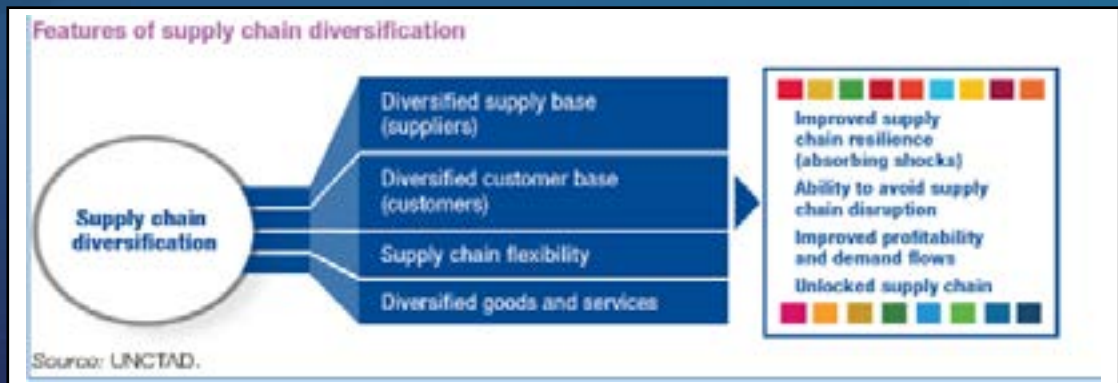 Features of supply chain diversification
Supply chain
diversification
Diversified supply base
(suppliers)
Diversified customer base
(customers)
Supply chain flexibility
Diversified goods and services
Improved supply
chain resilience
(absorbing shocks)
Ability to avoid supply
chain disruption
Improved profitability
and demand flows
Unlocked supply chain
Source: UNCTAD.